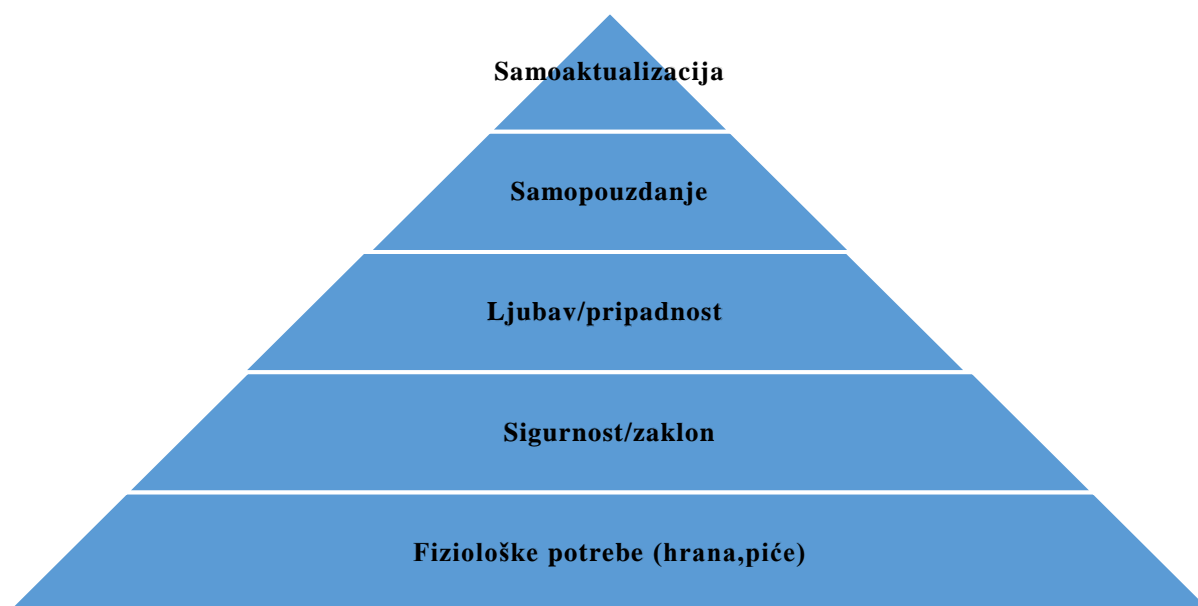 Samoaktualizacija
Samopouzdanje
Ljubav/pripadnost
Sigurnost/zaklon
Fiziološke potrebe (hrana,piće)